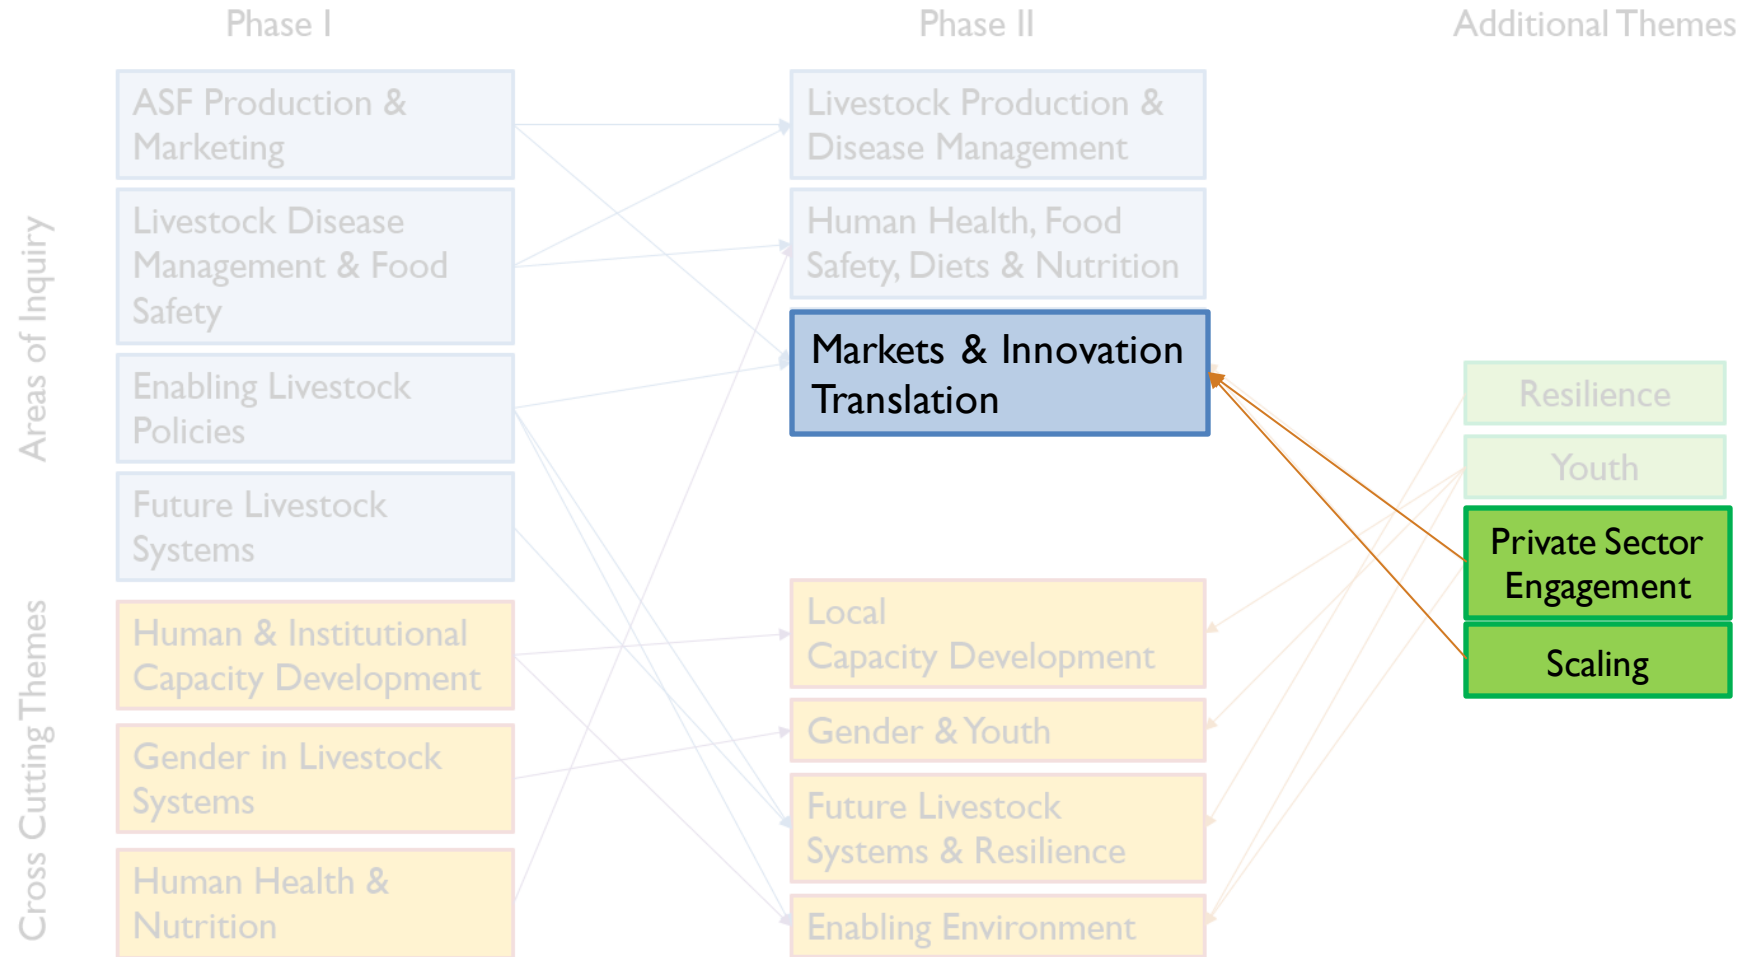 Phase I
Phase II
Additional Themes
Areas of Inquiry
Cross Cutting Themes
ASF Production &
Marketing
Livestock Disease
Management & Food
Safety
Enabling Livestock
Policies
Future Livestock
Systems
Human & Institutional
Capacity Development
Gender in Livestock
Systems
Human Health &
Nutrition
Livestock Production &
Disease Management
Human Health, Food
Safety, Diets & Nutrition
Markets & Innovation
Translation
Local
Capacity Development
Gender & Youth
Future Livestock
Systems & Resilience
Enabling Environment
Resilience
Youth
Private Sector
Engagement
Scaling